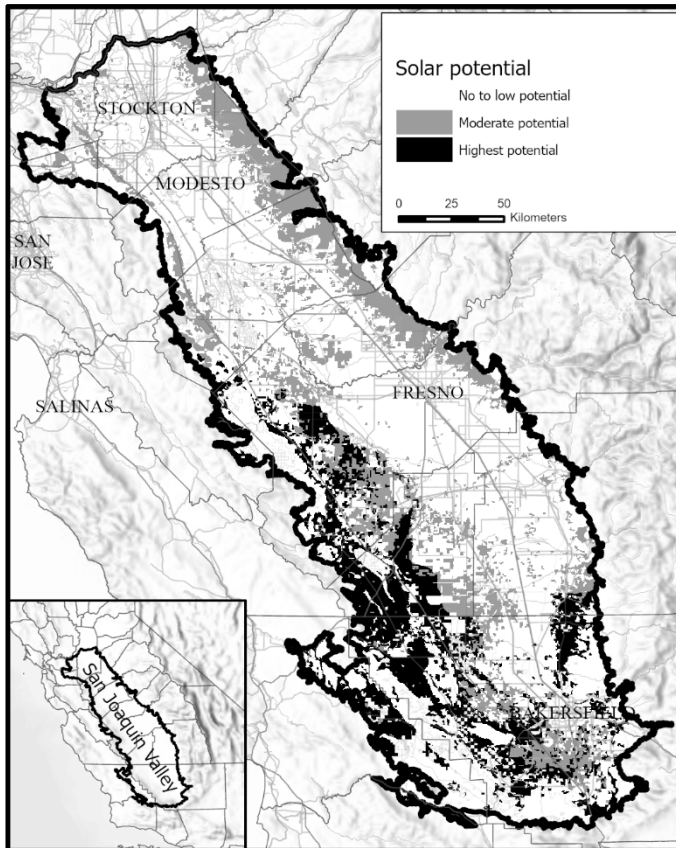 Solar potential
No to low potential
Moderate potential
Highest potential
0 25 50
Kilometers
STOCKTON
MODESTO
SAN
JOSE
SALINAS
FRESNO
BAKERSFIELD
San Joaquin Valley